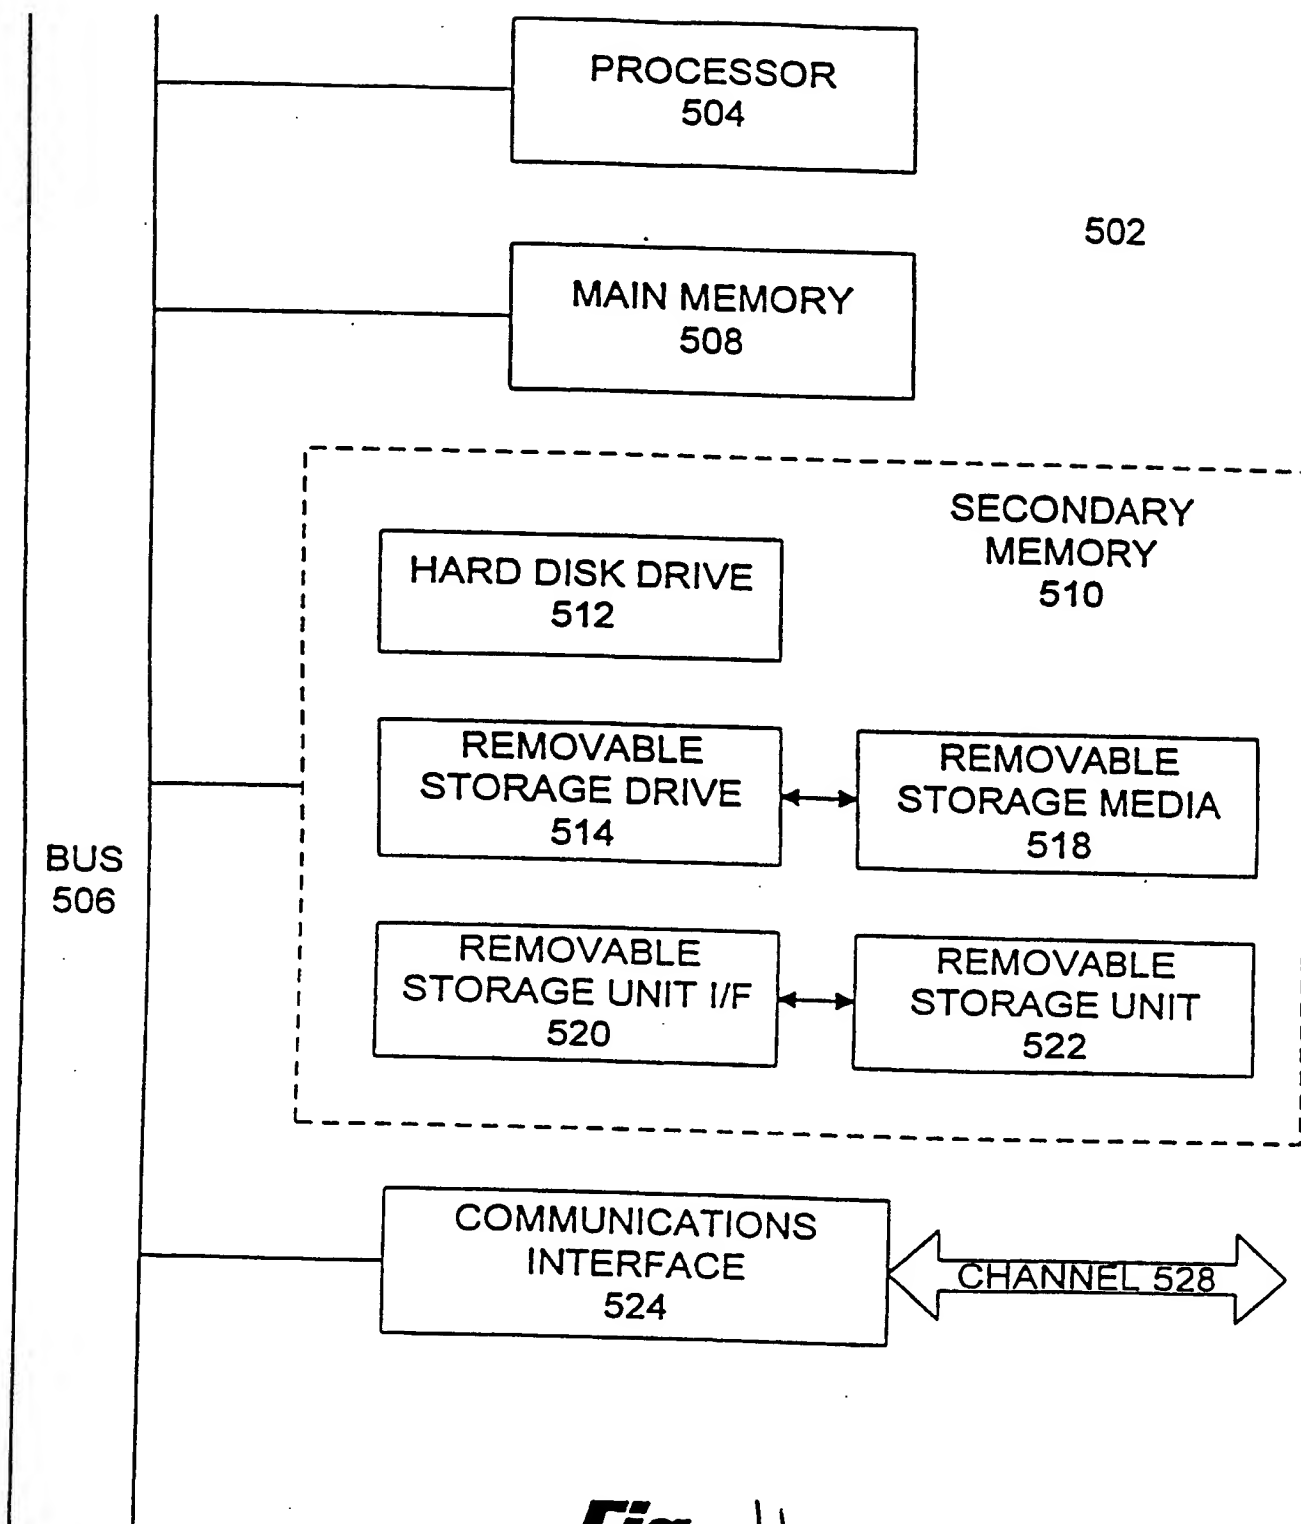 PROCESSOR
504
502
MAIN MEMORY
508
SECONDARY
MEMORY
510
HARD DISK DRIVE
512
REMOVABLE
STORAGE DRIVE
514
REMOVABLE
STORAGE MEDIA
518
BUS
506
REMOVABLE
STORAGE UNIT I/F
520
REMOVABLE
STORAGE UNIT
522
COMMUNICATIONS
INTERFACE
524
CHANNEL 528